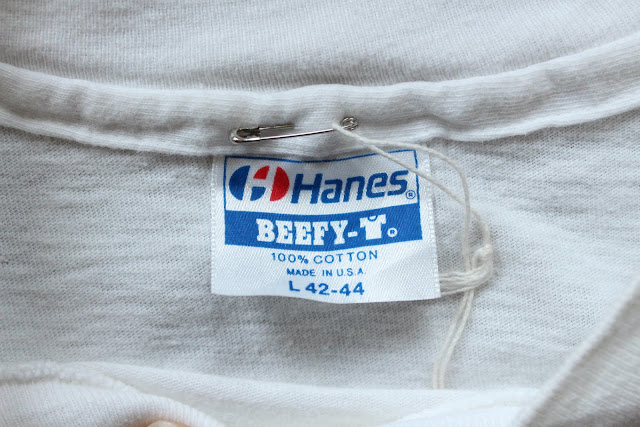 Hanes®
BEEFY-T®
100% COTTON
MADE IN U.S.A.
L 42-44